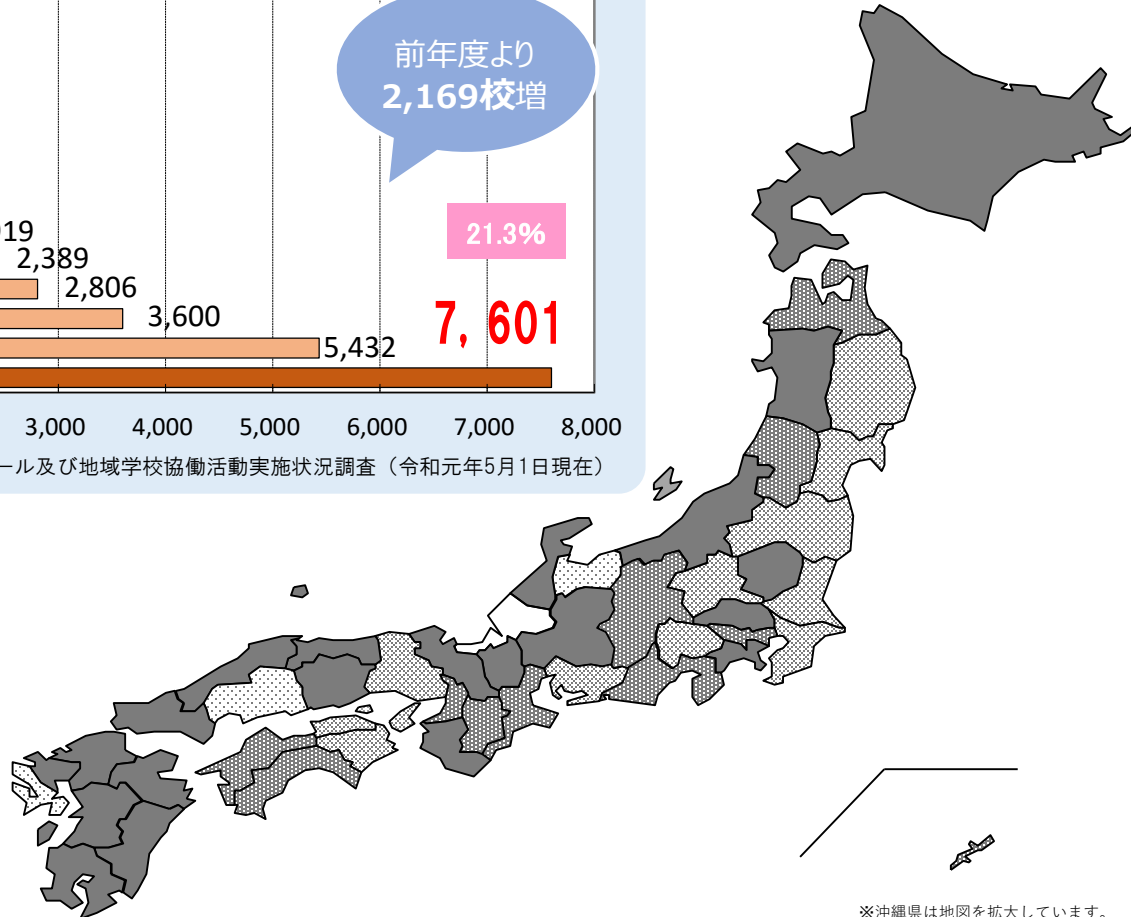 前年度より
2,169校増
21.3%
919
2,389
2,806
3,600
7,601
5,432
3,000 4,000 5,000 6,000 7,000 8,000
ール及び地域学校協働活動実施状況調査（令和元年5月1日現在）
※沖縄県は地図を拡大しています。